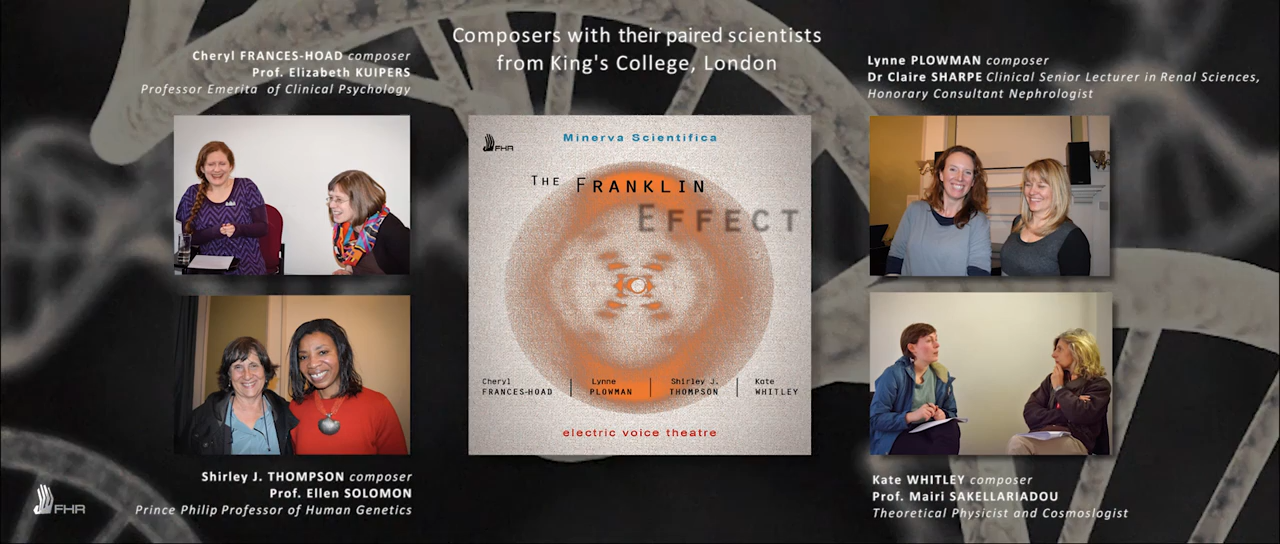 Composers with their paired scientists
from King's College, London
Cheryl FRANCES-HOAD composer
Prof. Elizabeth KUIPERS
Professor Emerita of Clinical Psychology
Lynne PLOWMAN composer
Dr Claire SHARPE Clinical Senior Lecturer in Renal Sciences,
Honorary Consultant Nephrologist
FHR
Minerva Scientifica
THE FRANKLIN
EFFECT
Cheryl
FRANCES-HOAD
Lynne
PLOWMAN
Shirley J.
THOMPSON
Kate
WHITLEY
electric voice theatre
Shirley J. THOMPSON composer
Prof. Ellen SOLOMON
Prince Philip Professor of Human Genetics
Kate WHITLEY composer
Prof. Mairi SAKELLARIADOU
Theoretical Physicist and Cosmoslogist
FHR